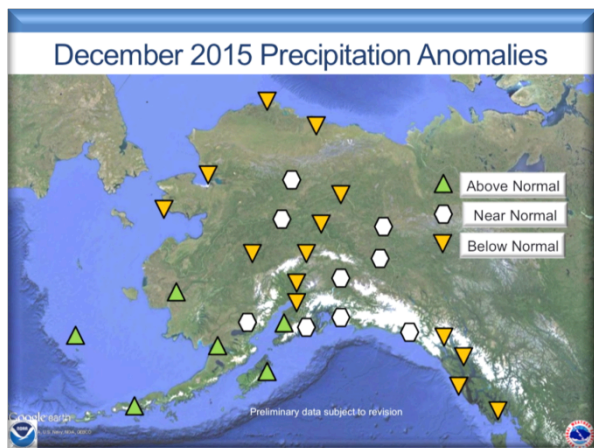 December 2015 Precipitation Anomalies
Above Normal
Near Normal
Below Normal
Preliminary data subject to revision
Google earth